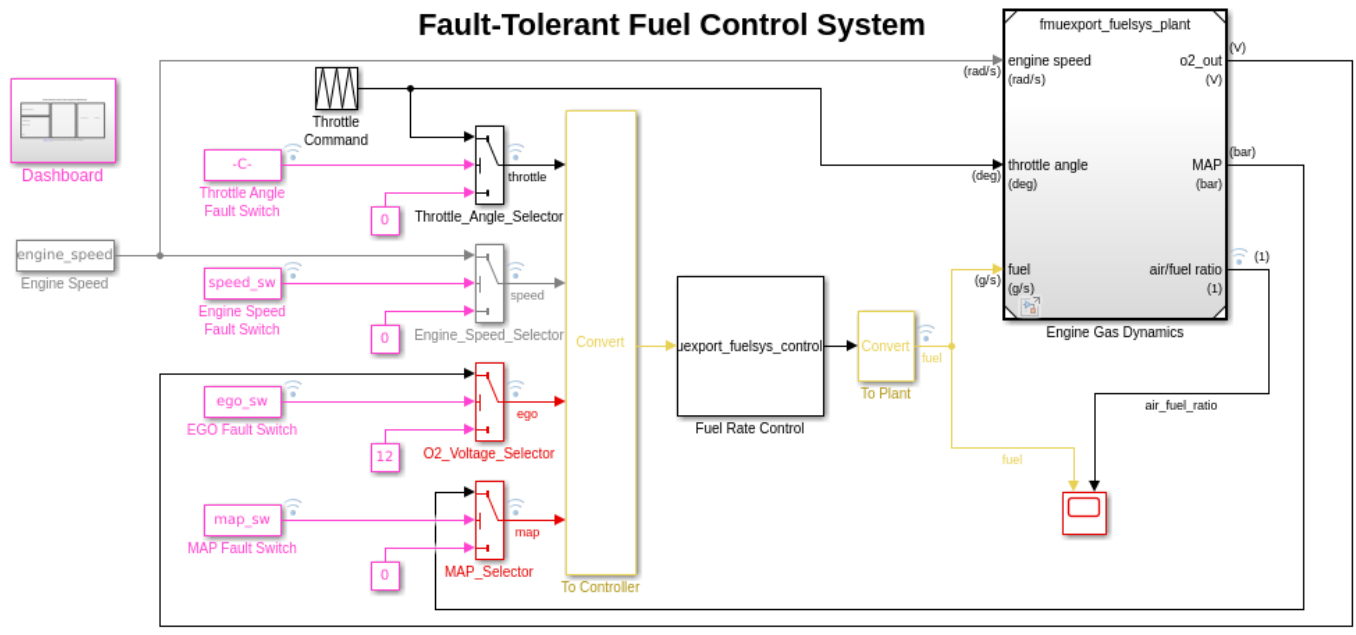 Fault-Tolerant Fuel Control System
fmuexport_fuelsys_plant
engine speed
(rad/s)
(rad/s)
o2_out
(V)
(V)
throttle angle
(deg)
(deg)
MAP
(bar)
(bar)
fuel
(g/s)
(g/s)
air/fuel ratio
(1)
(1)
Engine Gas Dynamics
Dashboard
Throttle
Command
-C-
Throttle Angle
Fault Switch
0
throttle
Throttle_Angle_Selector
engine_speed
Engine Speed
speed_sw
Engine Speed
Fault Switch
0
speed
Engine_Speed_Selector
ego_sw
EGO Fault Switch
12
ego
O2_Voltage_Selector
map_sw
MAP Fault Switch
0
map
MAP_Selector
Convert
To Controller
uexport_fuelsys_control
Fuel Rate Control
Convert
To Plant
fuel
fuel
air_fuel_ratio